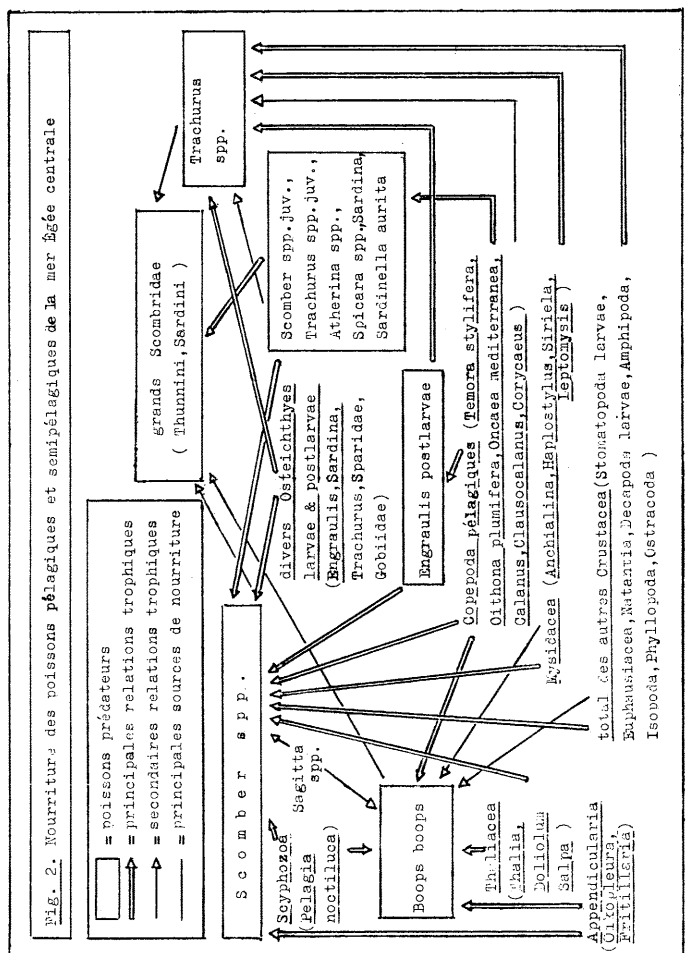 Fig. 2. Nourriture des poissons pélagiques et semipélagiques de la mer Égée centrale
= poissons prédateurs
= principales relations trophiques
= secondaires relations trophiques
= principales sources de nourriture
grands Scombridae
( Thunnini,Sardini )
Trachurus
spp.
Scomber spp.
Scomber spp.juv.,
Trachurus spp.juv.,
Atherina spp.,
Spicara spp.,Sardina,
Sardinella aurita
divers Osteichthyes
larvae & postlarvae
(Engraulis,Sardina,
Trachurus,Sparidae,
Gobiidae)
Engraulis postlarvae
Sagitta
spp.
Scyphozoa
(Pelagia
noctiluca)
Boops boops
Copepoda pélagiques (Temora stylifera,
Oithona plumifera,Oncaea mediterranea,
Calanus,Clausocalanus,Corycaeus )
Mysidacea (Anchialina,Haplostylus,Siriela,
leptomysis )
Thaliacea
(Thalia,
Doliolum
Salpa )
total des autres Crustacea(Stomatopoda larvae,
Euphausiacea,Natantia,Decapoda larvae,Amphipoda,
Isopoda,Phyllopoda,Ostracoda )
Appendicularia
(Oikopleura,
Fritillaria)